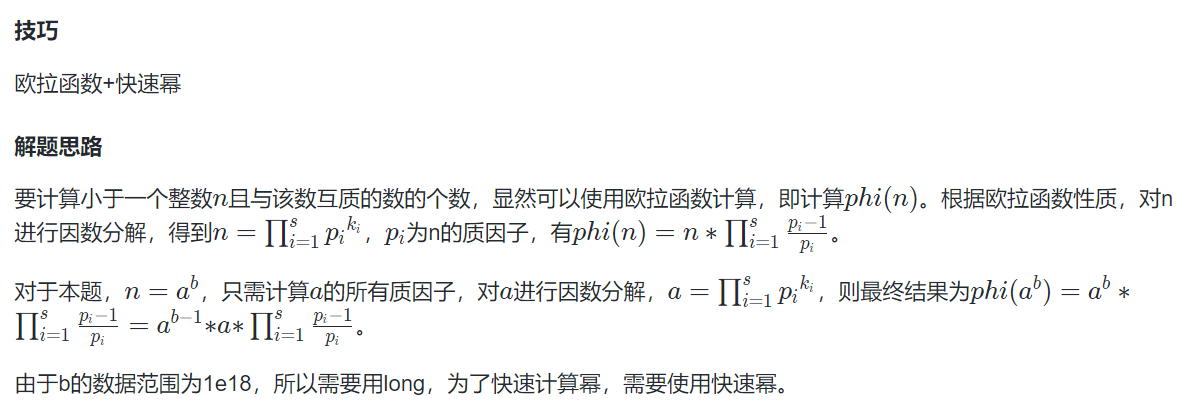 技巧
欧拉函数+快速幂
解题思路
要计算小于一个整数$n$且与该数互质的数的个数，显然可以使用欧拉函数计算，即计算$phi(n)$。根据欧拉函数性质，对n
进行因数分解，得到$n = \prod_{i=1}^{s} {p_i}^{k_i}$，$p_i$为n的质因子，有$phi(n) = n * \prod_{i=1}^{s} \frac{p_i-1}{p_i}$。
对于本题，$n = a^b$，只需计算$a$的所有质因子，对$a$进行因数分解，$a = \prod_{i=1}^{s} {p_i}^{k_i}$，则最终结果为$phi(a^b) = a^b *$
$\prod_{i=1}^{s} \frac{p_i-1}{p_i} = a^{b-1} * a * \prod_{i=1}^{s} \frac{p_i-1}{p_i}$。
由于b的数据范围为1e18，所以需要用long，为了快速计算幂，需要使用快速幂。